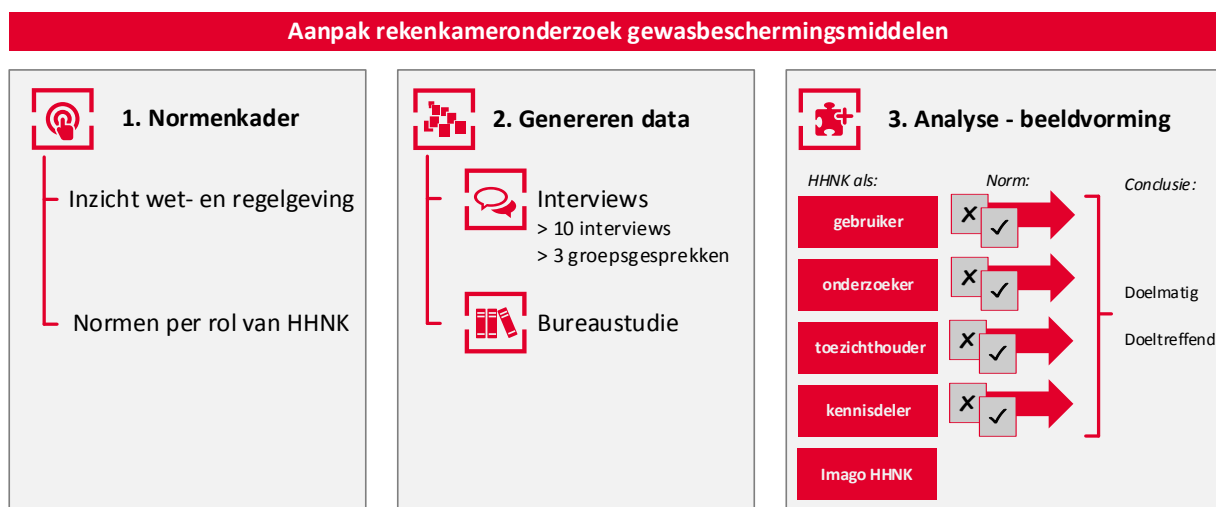 Aanpak rekenkameronderzoek gewasbeschermingsmiddelen
1. Normenkader
Inzicht wet- en regelgeving
Normen per rol van HHNK
2. Genereren data
Interviews
> 10 interviews
> 3 groepsgesprekken
Bureaustudie
3. Analyse - beeldvorming
HHNK als:
Norm:
Conclusie:
gebruiker
onderzoeker
toezichthouder
kennisdeler
Imago HHNK
Doelmatig
Doeltreffend